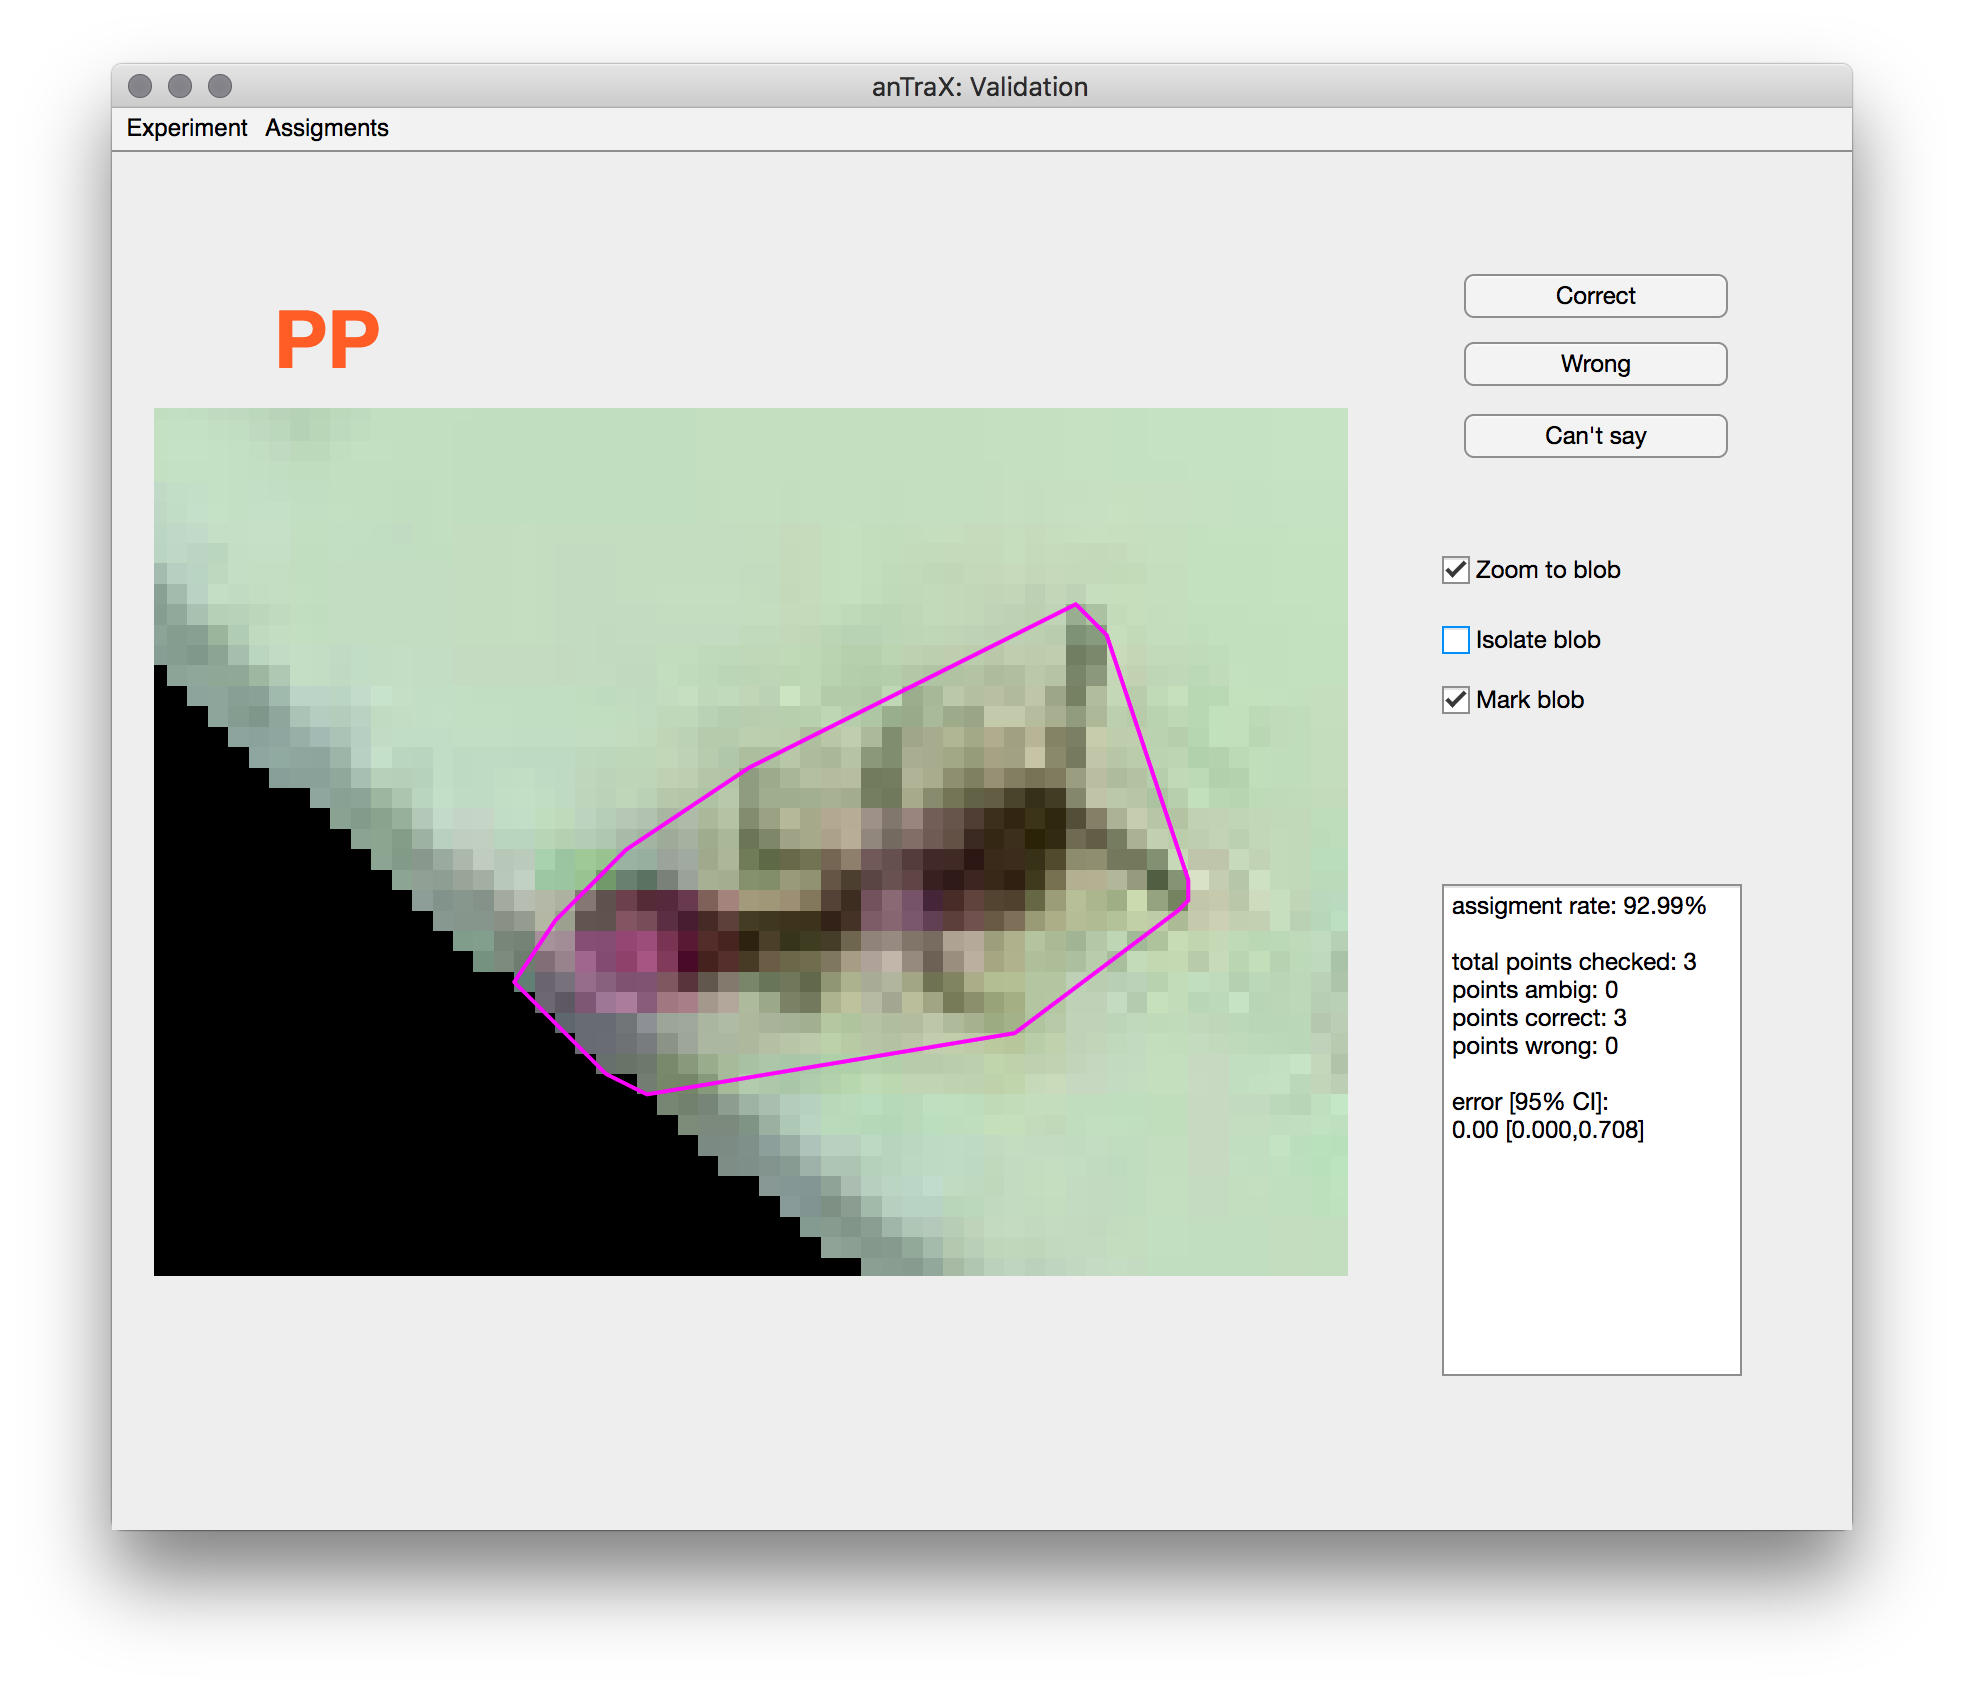 anTraX: Validation
Experiment Assigments
PP
Correct
Wrong
Can't say
Zoom to blob
Isolate blob
Mark blob
assigment rate: 92.99%
total points checked: 3
points ambig: 0
points correct: 3
points wrong: 0
error [95% CI]:
0.00 [0.000,0.708]